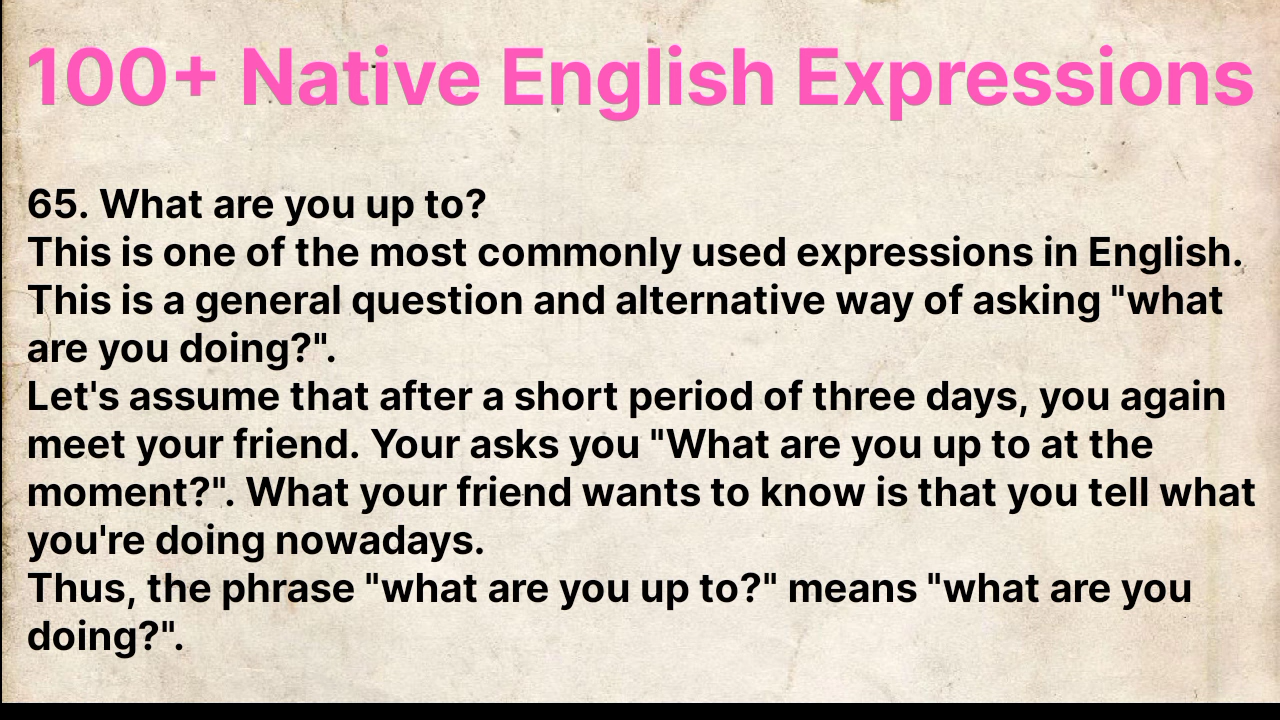 100+ Native English Expressions
65. What are you up to?
This is one of the most commonly used expressions in English.
This is a general question and alternative way of asking "what
are you doing?".
Let's assume that after a short period of three days, you again
meet your friend. Your asks you "What are you up to at the
moment?". What your friend wants to know is that you tell what
you're doing nowadays.
Thus, the phrase "what are you up to?" means "what are you
doing?".